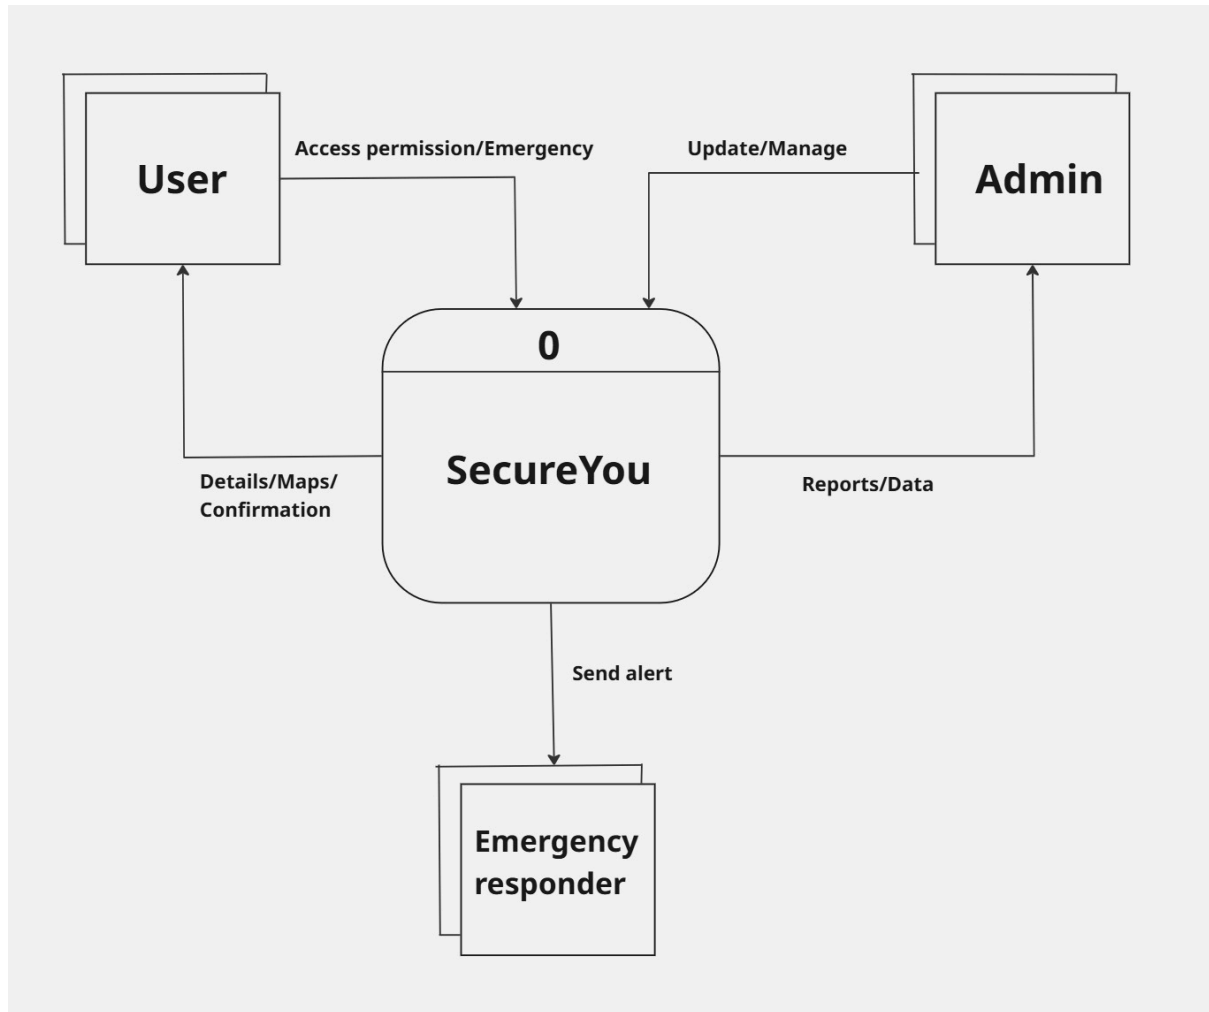 User
Access permission/Emergency
Update/Manage
Admin
0
SecureYou
Details/Maps/
Confirmation
Reports/Data
Send alert
Emergency
responder